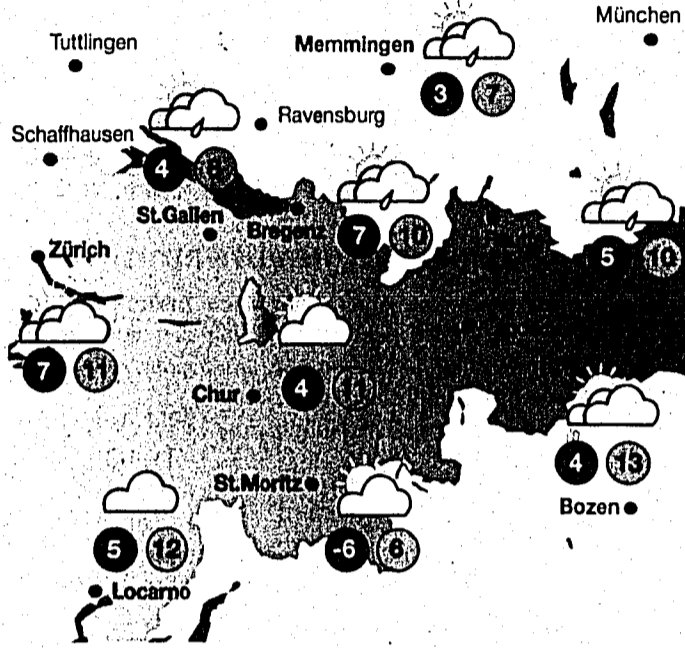 München
Tuttlingen
Memmingen
3 7
Ravensburg
Schaffhausen
4
St.Gallen
Bregenz
7 10
5 10
Zürich
7 11
Chur
4 11
4 13
St.Moritz
Bozen
5 12
-6 6
Locarno